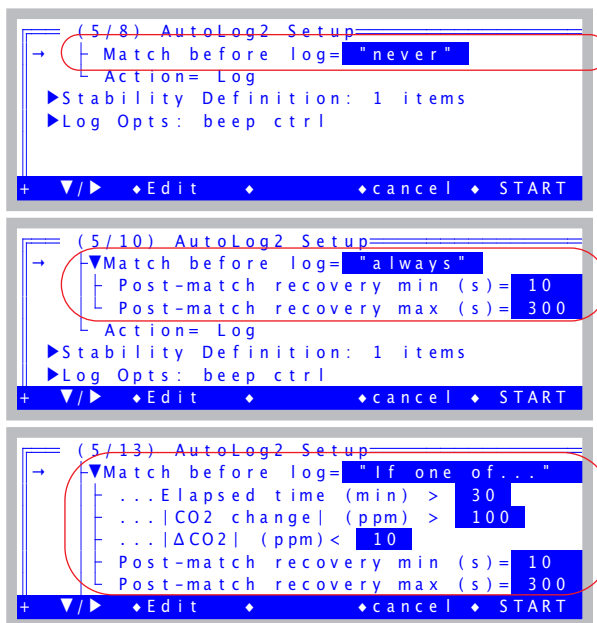 (5/8) AutoLog2 Setup
→ Match before log= "never"
Action= Log
▶Stability Definition: 1 items
▶Log Opts: beep ctrl
+ ▼/▶ ◆Edit ◆ ◆cancel ◆ START
(5/10) AutoLog2 Setup
→ ▼Match before log= "always"
Post-match recovery min (s)= 10
Post-match recovery max (s)= 300
Action= Log
▶Stability Definition: 1 items
▶Log Opts: beep ctrl
+ ▼/▶ ◆Edit ◆ ◆cancel ◆ START
(5/13) AutoLog2 Setup
→ ▼Match before log= "If one of..."
...Elapsed time (min) > 30
...|CO2 change| (ppm) > 100
...|ΔCO2| (ppm)< 10
Post-match recovery min (s)= 10
Post-match recovery max (s)= 300
+ ▼/▶ ◆Edit ◆ ◆cancel ◆ START